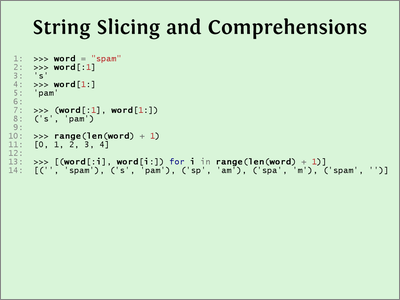 String Slicing and Comprehensions
1: >>> word = "spam"
2: >>> word[:1]
3: 's'
4: >>> word[1:]
5: 'pam'
6:
7: >>> (word[:1], word[1:])
8: ('s', 'pam')
9:
10: >>> range(len(word) + 1)
11: [0, 1, 2, 3, 4]
12:
13: >>> [(word[:i], word[i:]) for i in range(len(word) + 1)]
14: [('', 'spam'), ('s', 'pam'), ('sp', 'am'), ('spa', 'm'), ('spam', '')]